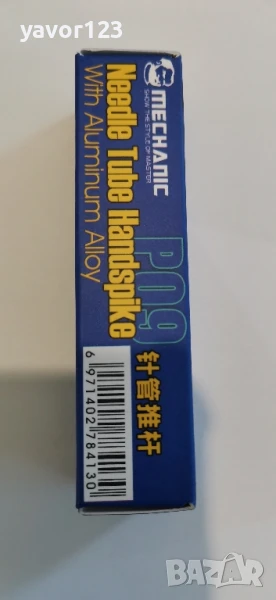 yavor123
MECHANIC
SHOW THE STYLE OF MASTER
Needle Tube Handspike
With Aluminum Alloy
P09
针管推杆
6 971402 784130
BAZAR